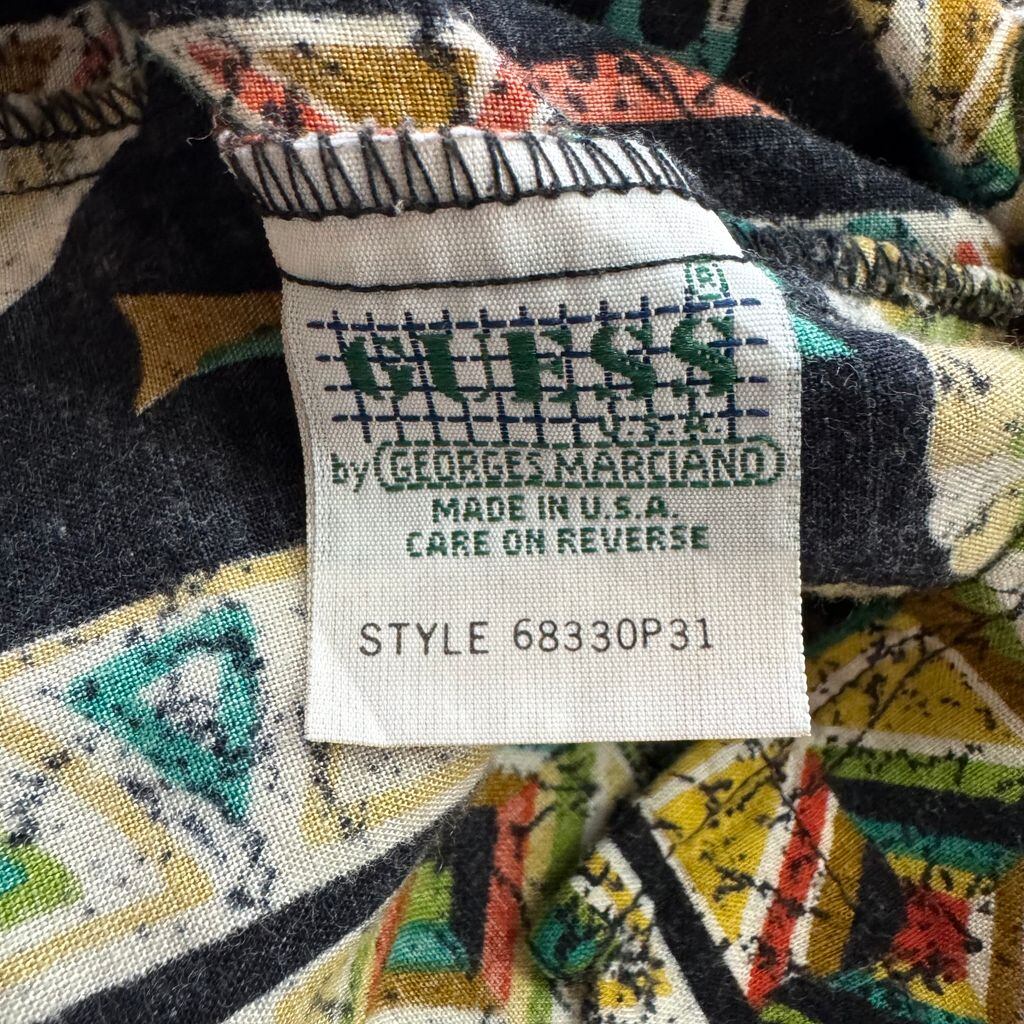 ®
GUESS
U.S.A.
by GEORGES MARCIANO
MADE IN U.S.A.
CARE ON REVERSE
STYLE 68330P31